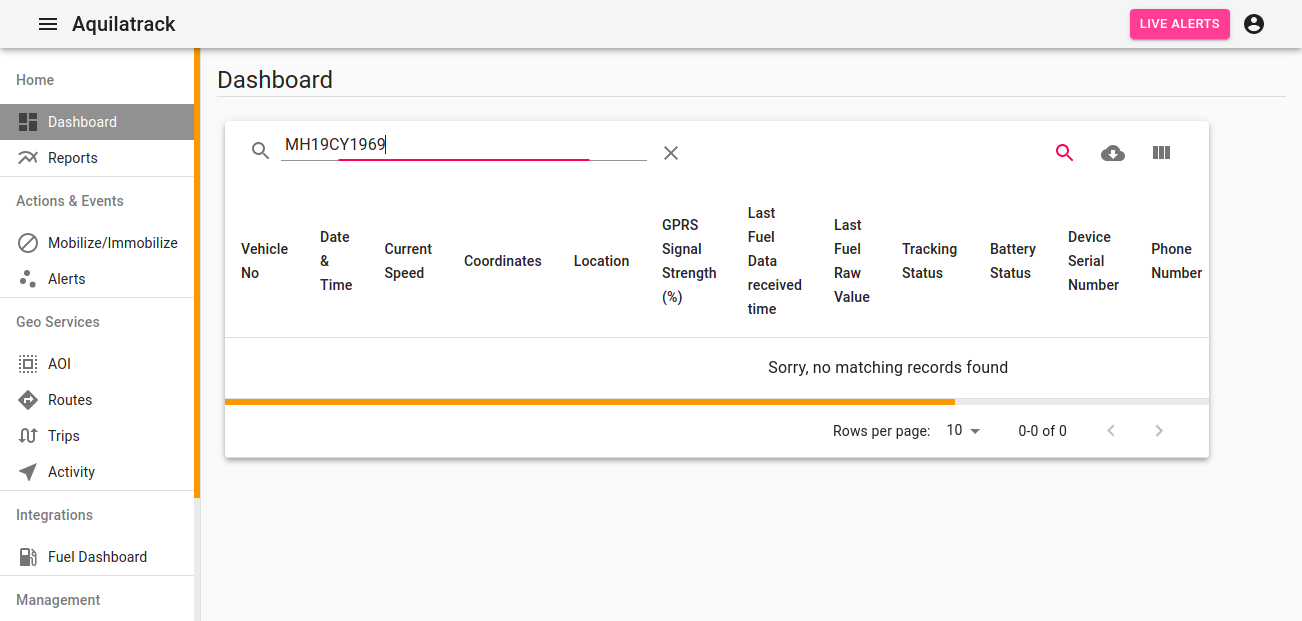 Aquilatrack
LIVE ALERTS
Home
Dashboard
Reports
Actions & Events
Mobilize/Immobilize
Alerts
Geo Services
AOI
Routes
Trips
Activity
Integrations
Fuel Dashboard
Management
Dashboard
MH19CY1969
Vehicle
No
Date
&
Time
Current
Speed
Coordinates
Location
GPRS
Signal
Strength
(%)
Last
Fuel
Data
received
time
Last
Fuel
Raw
Value
Tracking
Status
Battery
Status
Device
Serial
Number
Phone
Number
Sorry, no matching records found
Rows per page: 10 0-0 of 0